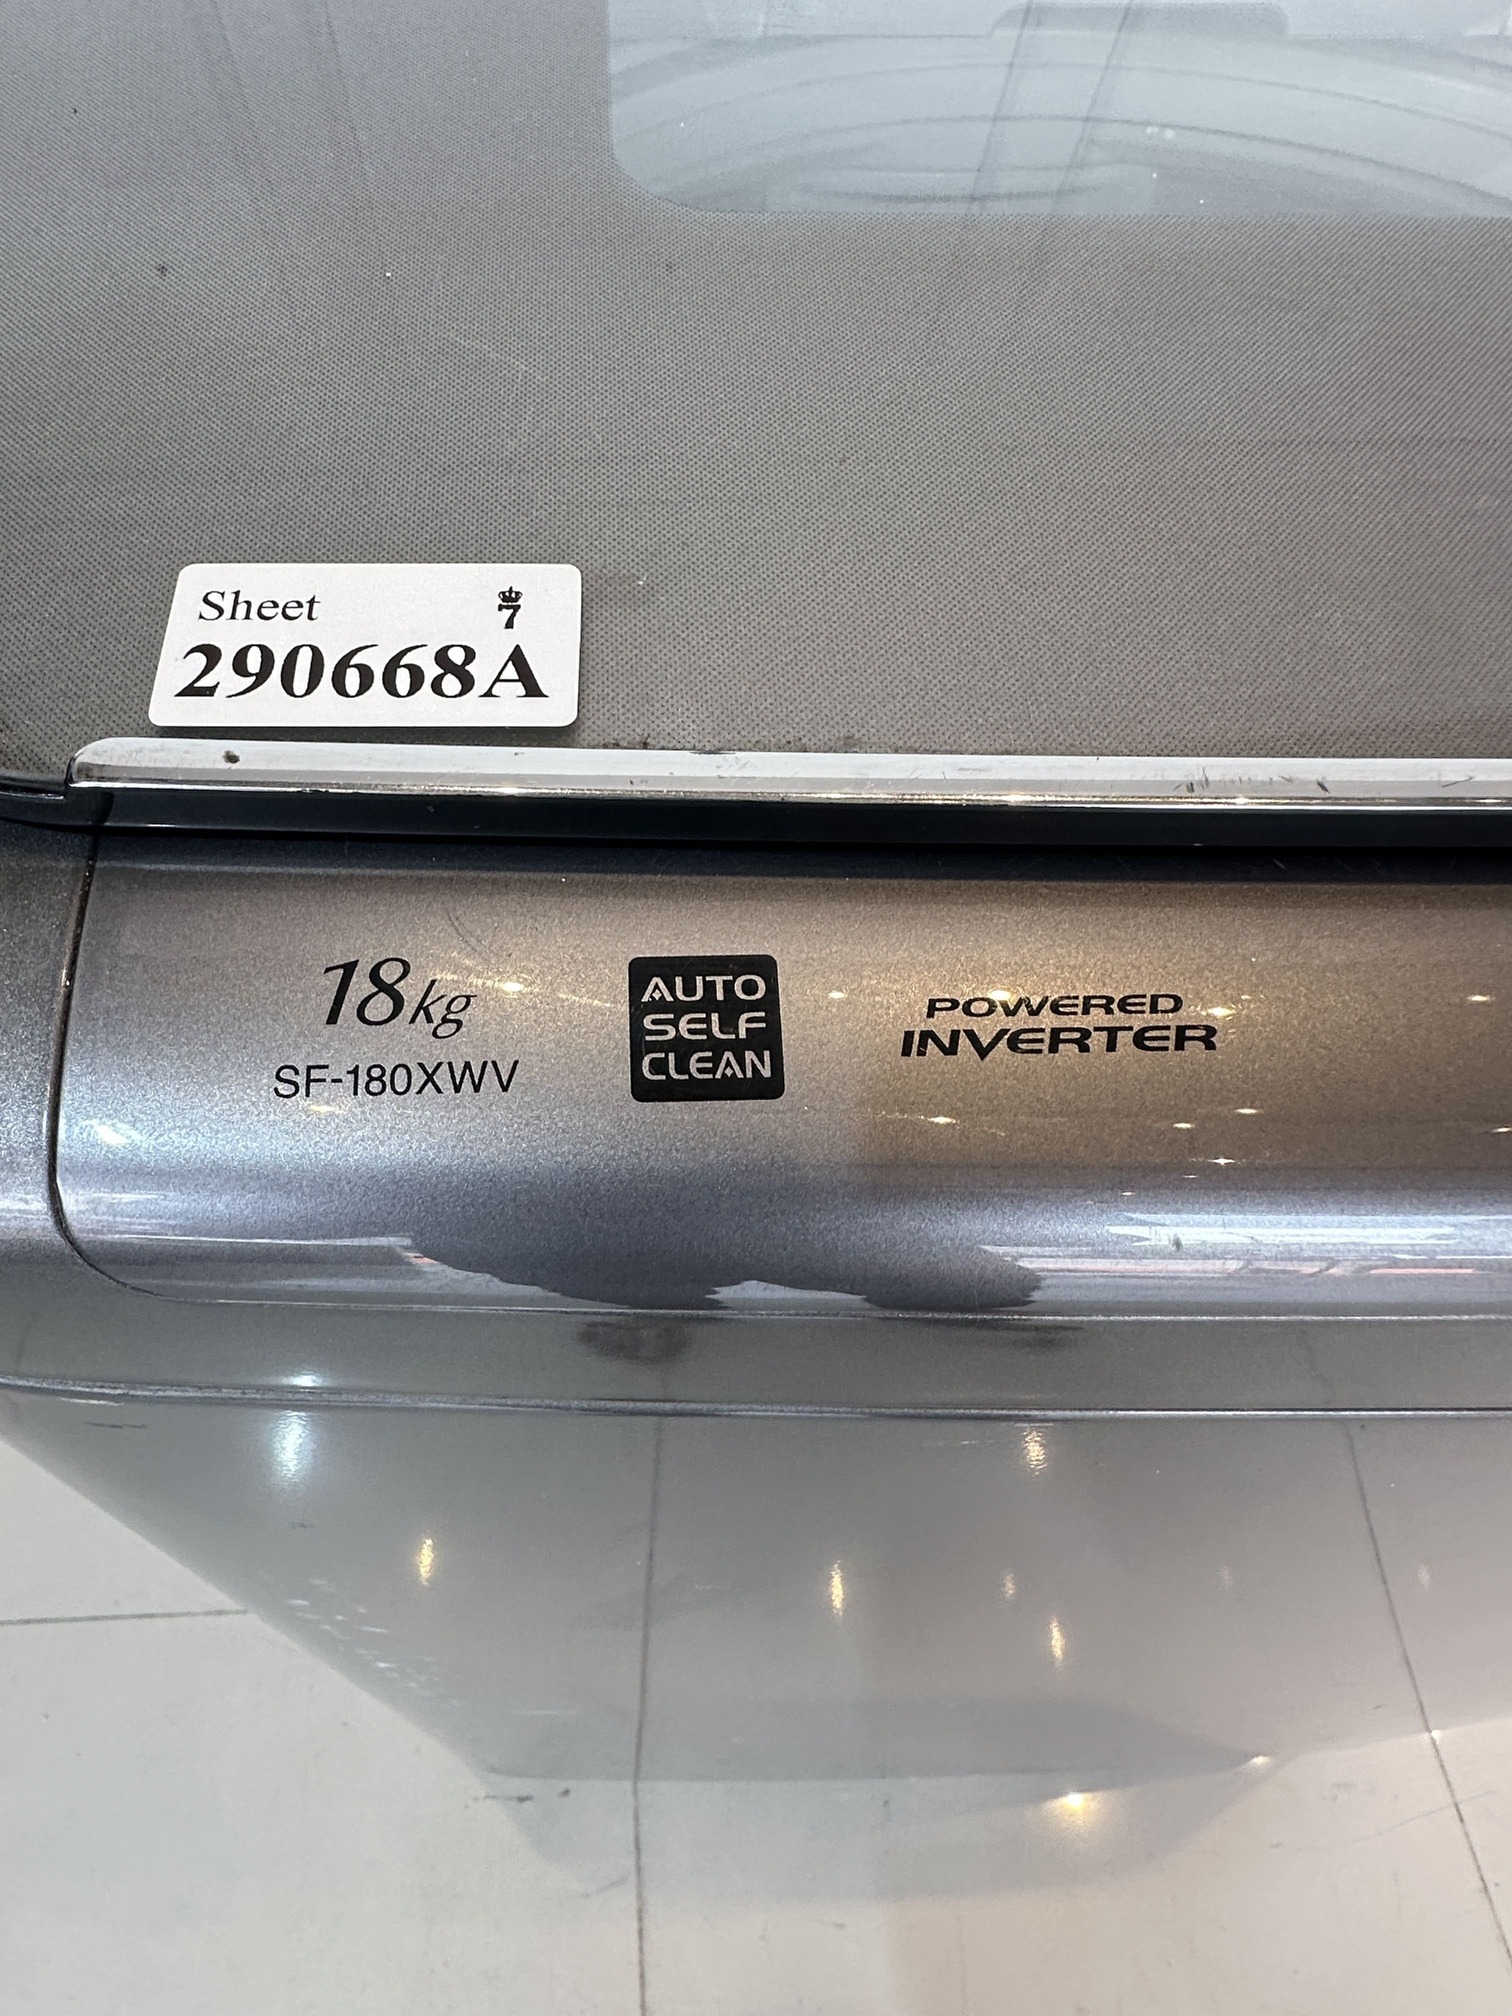 Sheet 7
290668A
18kg
SF-180XWV
AUTO
SELF
CLEAN
POWERED
INVERTER